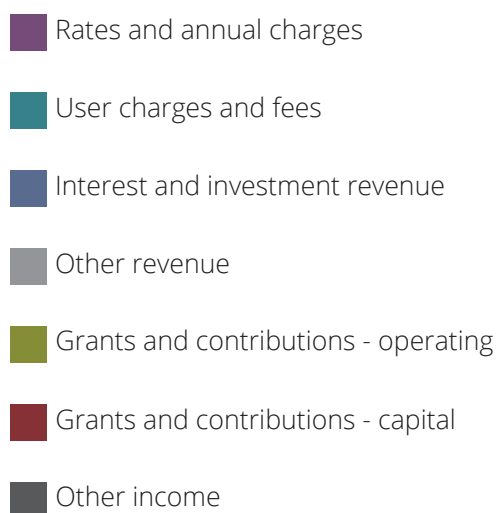 Rates and annual charges
User charges and fees
Interest and investment revenue
Other revenue
Grants and contributions - operating
Grants and contributions - capital
Other income